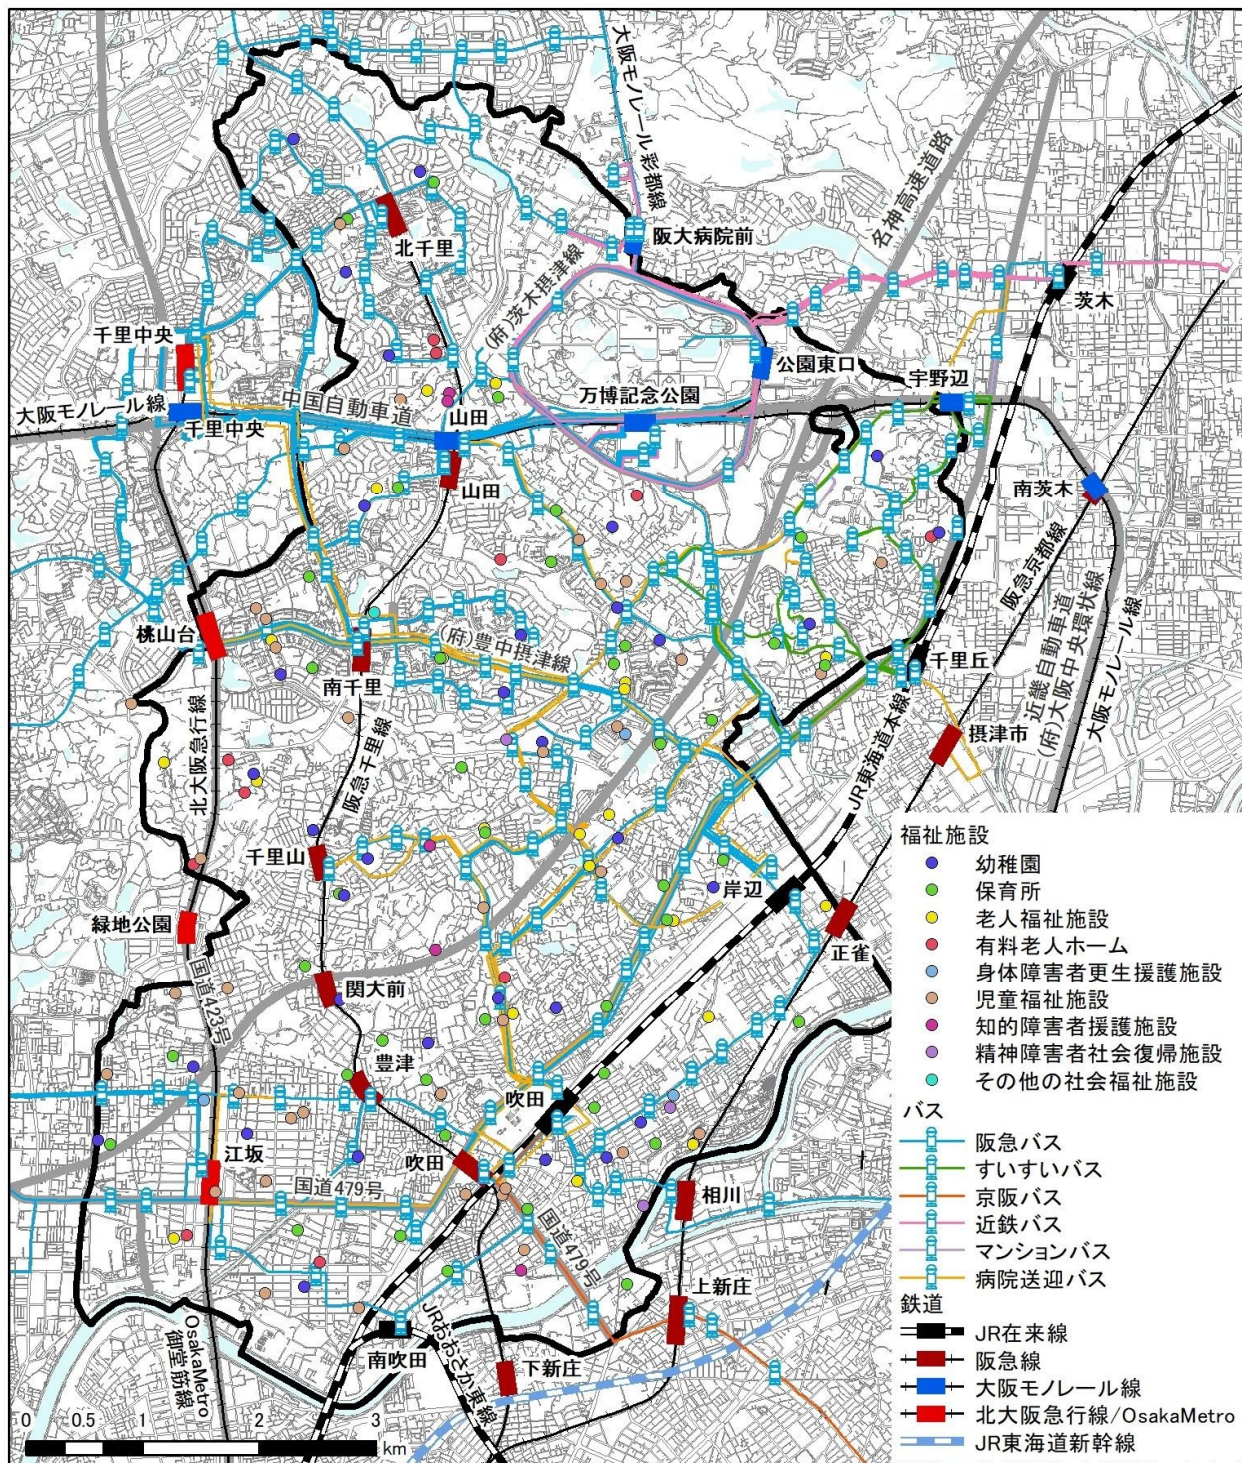 大阪モノレール彩都線
名神高速道路
阪大病院前
北千里
(府)茨木摂津線
茨木
千里中央
公園東口
宇野辺
中国自動車道
万博記念公園
大阪モノレール線
千里中央
山田
山田
南茨木
阪急京都線
桃山台
(府)豊中摂津線
近畿自動車道
(府)大阪中央環状線
大阪モノレール線
千里丘
南千里
北大阪急行線
阪急千里線
JR東海道本線
摂津市
千里山
岸辺
緑地公園
正雀
国道423号
関大前
豊津
吹田
江坂
吹田
国道479号
相川
国道479号
上新庄
OsakaMetro
御堂筋線
南吹田
JRおおさか東線
下新庄
0 0.5 1 2 3
km
福祉施設
幼稚園
保育所
老人福祉施設
有料老人ホーム
身体障害者更生援護施設
児童福祉施設
知的障害者援護施設
精神障害者社会復帰施設
その他の社会福祉施設
バス
阪急バス
すいすいバス
京阪バス
近鉄バス
マンションバス
病院送迎バス
鉄道
JR在来線
阪急線
大阪モノレール線
北大阪急行線/OsakaMetro
JR東海道新幹線